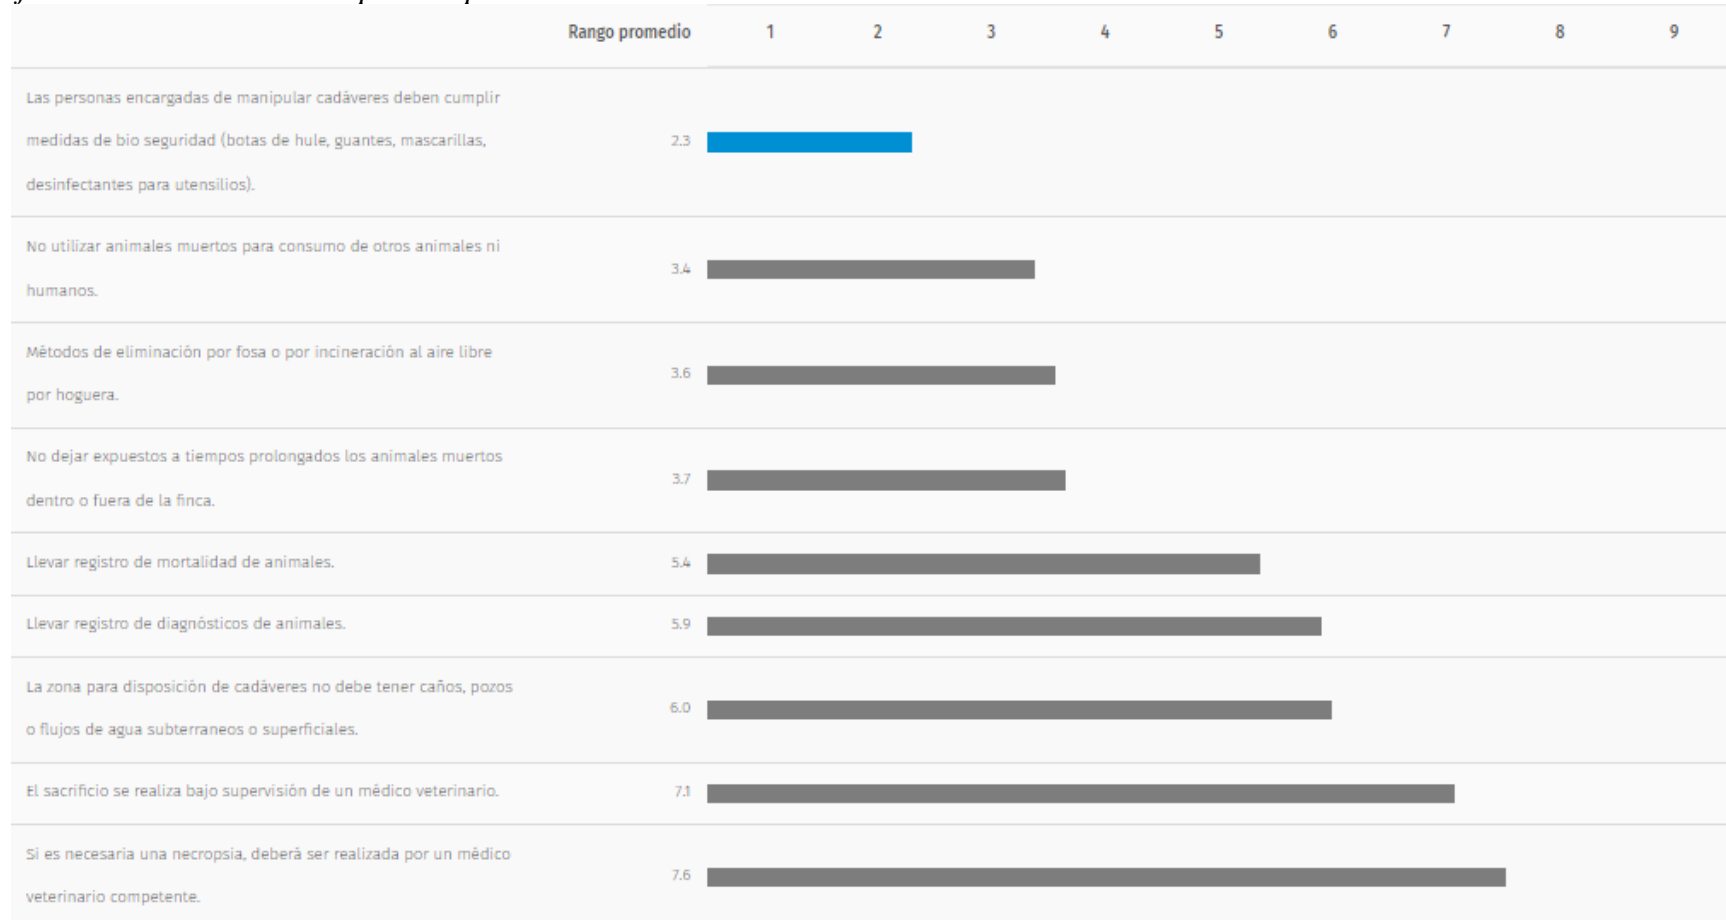 Rango promedio 1 2 3 4 5 6 7 8 9
Las personas encargadas de manipular cadáveres deben cumplir
medidas de bio seguridad (botas de hule, guantes, mascarillas,
2.3
desinfectantes para utensilios).
No utilizar animales muertos para consumo de otros animales ni
3.4
humanos.
Métodos de eliminación por fosa o por incineración al aire libre
3.6
por hoguera.
No dejar expuestos a tiempos prolongados los animales muertos
3.7
dentro o fuera de la finca.
Llevar registro de mortalidad de animales. 5.4
Llevar registro de diagnósticos de animales. 5.9
La zona para disposición de cadáveres no debe tener caños, pozos
6.0
o flujos de agua subterraneos o superficiales.
El sacrificio se realiza bajo supervisión de un médico veterinario. 7.1
Si es necesaria una necropsia, deberá ser realizada por un médico
7.6
veterinario competente.